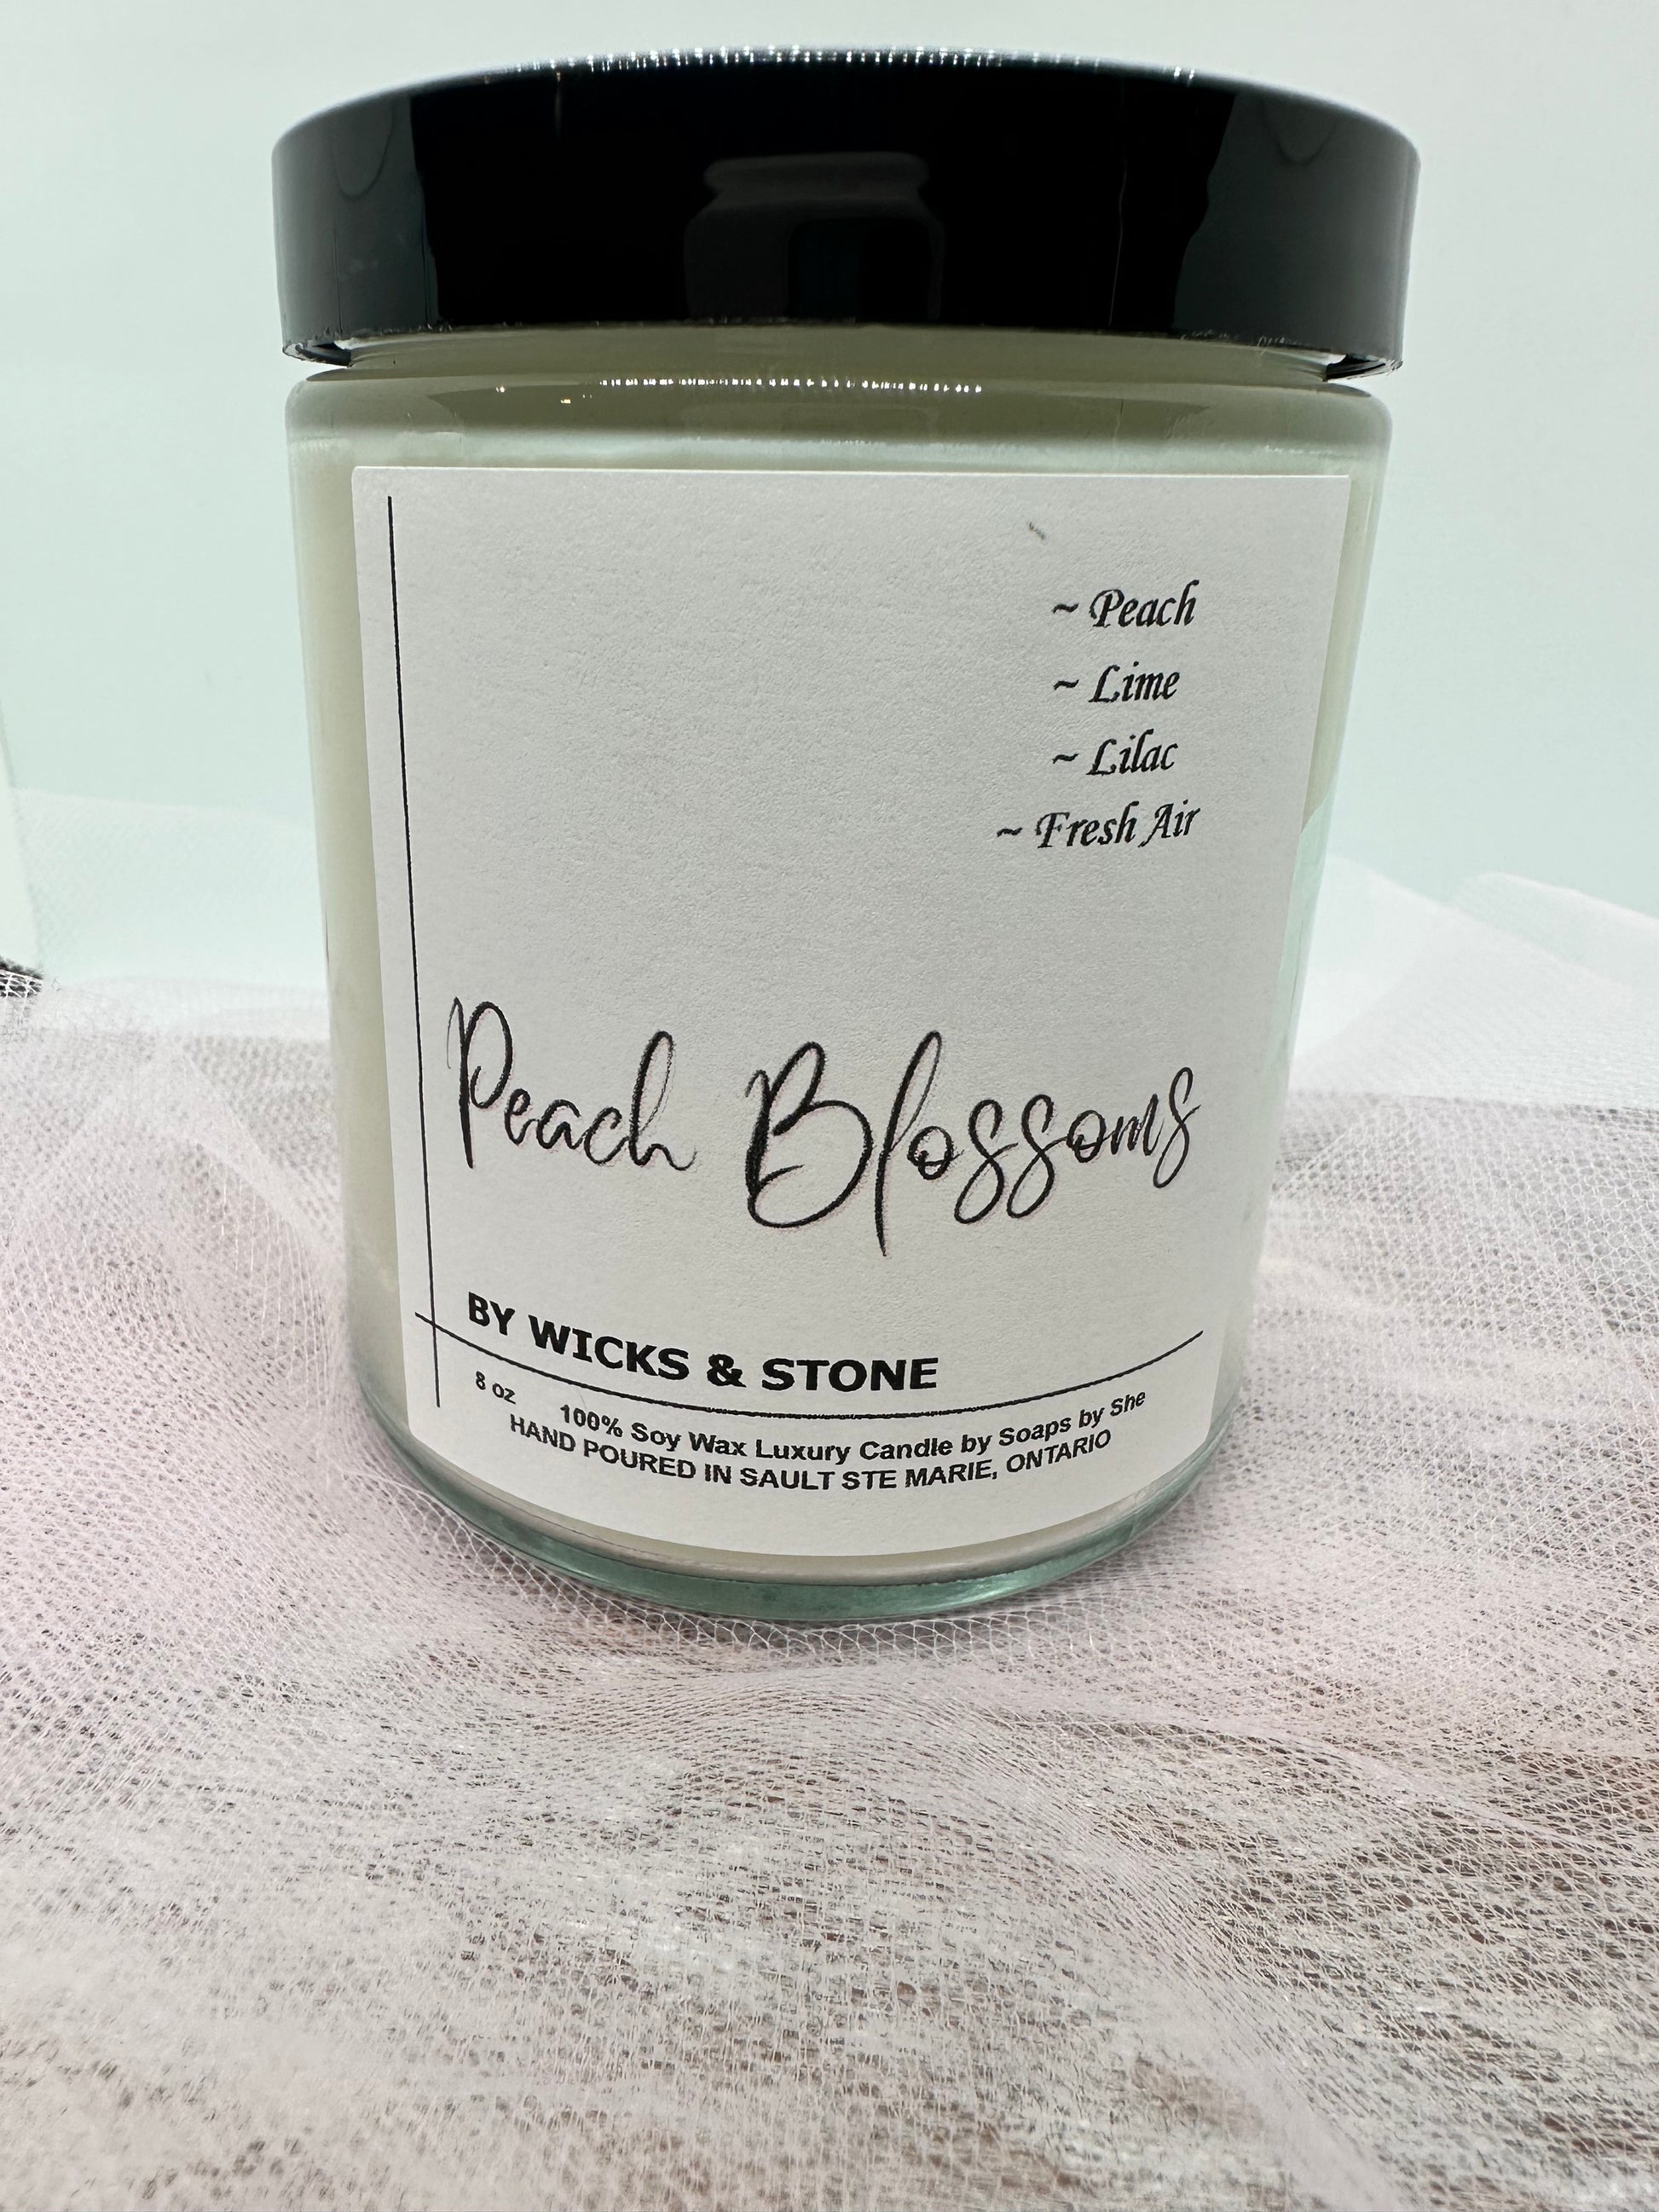 ~ Peach
~ Lime
~ Lilac
~ Fresh Air
Peach Blossoms
BY WICKS & STONE
8 oz 100% Soy Wax Luxury Candle by Soaps by She
HAND POURED IN SAULT STE MARIE, ONTARIO